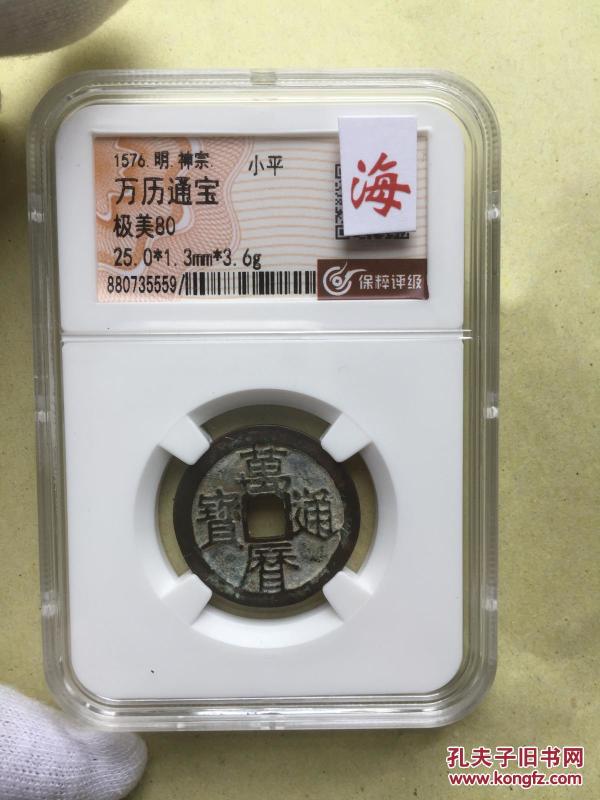 1576.明.神宗.
小平
万历通宝
极美80
25.0*1.3mm*3.6g
880735559/
保粹评级
海
萬曆通寶
孔夫子旧书网
www.kongfz.com